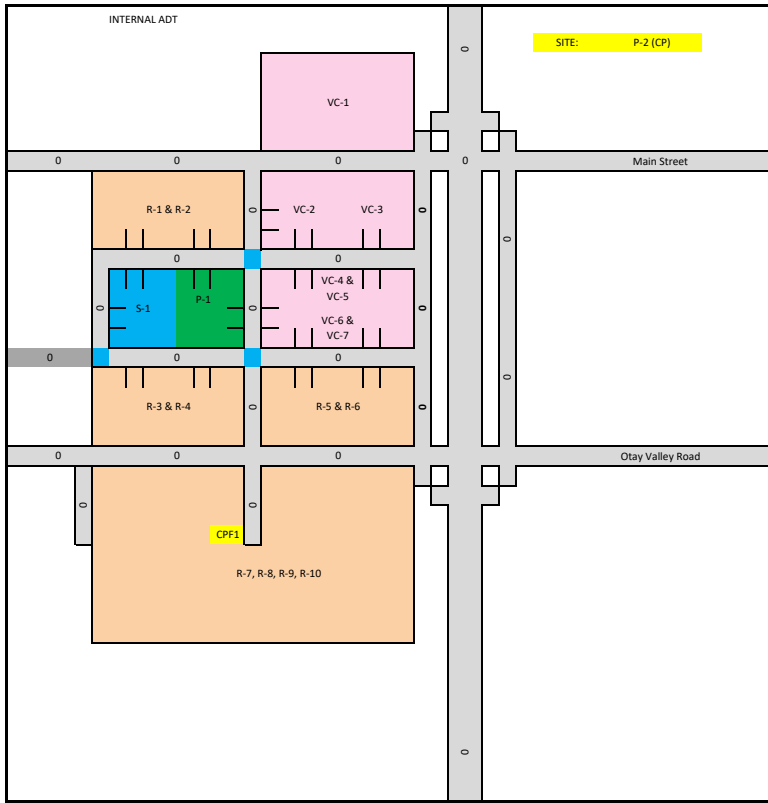 INTERNAL ADT
0
SITE: P-2 (CP)
VC-1
0 0 0 0 Main Street
R-1 & R-2 0 VC-2 VC-3 0
0
0 0
VC-4 &
VC-5
0 S-1 P-1 0 0
VC-6 &
VC-7
0 0 0
0
R-3 & R-4 0 R-5 & R-6 0
0 0 0 Otay Valley Road
0 0
CPF1
R-7, R-8, R-9, R-10
0